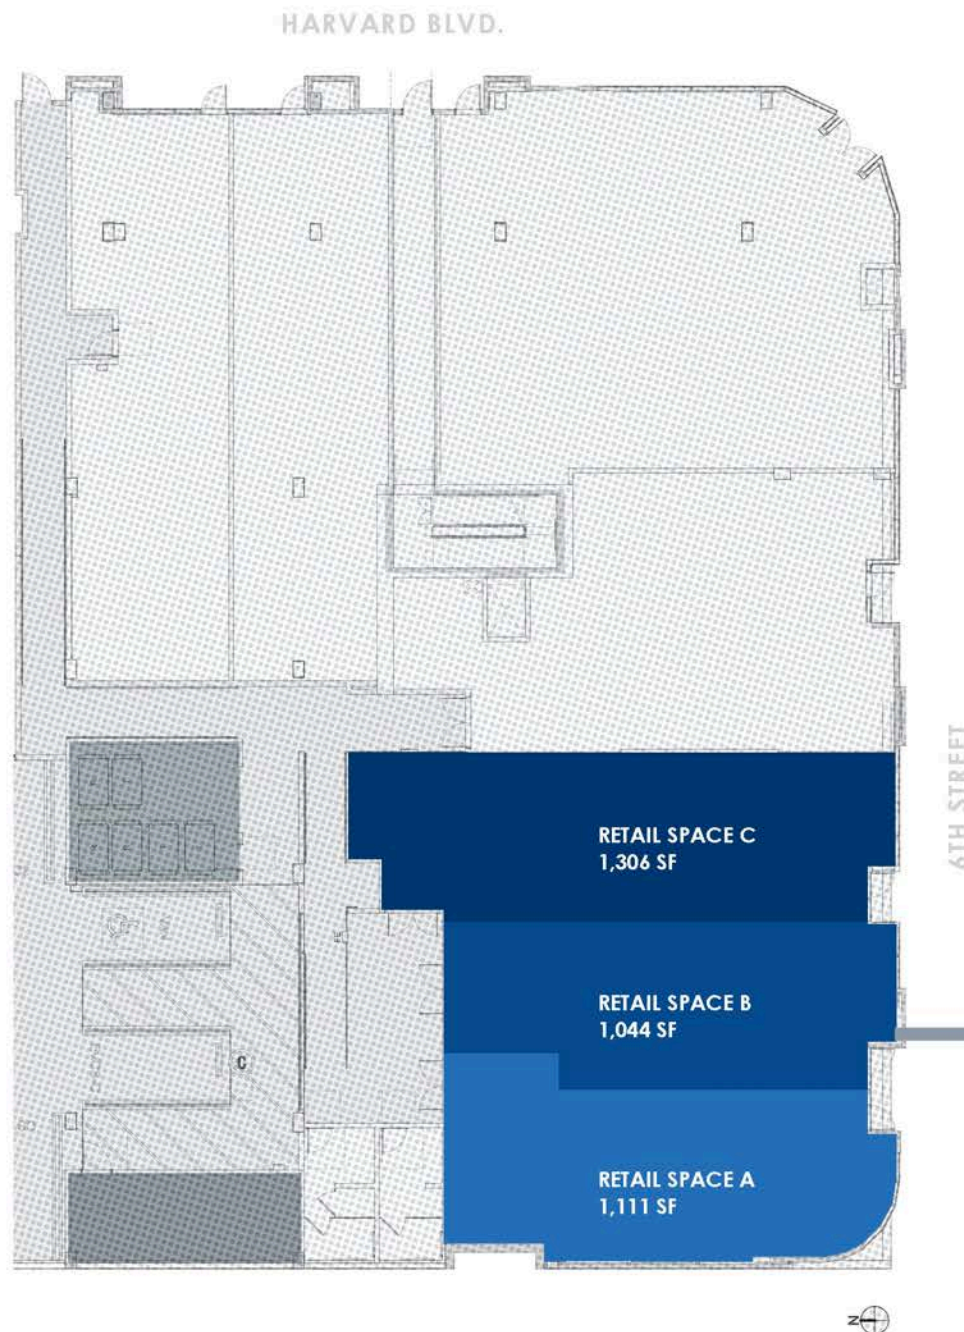 HARVARD BLVD.
6TH STREET
RETAIL SPACE C
1,306 SF
RETAIL SPACE B
1,044 SF
C
RETAIL SPACE A
1,111 SF
N